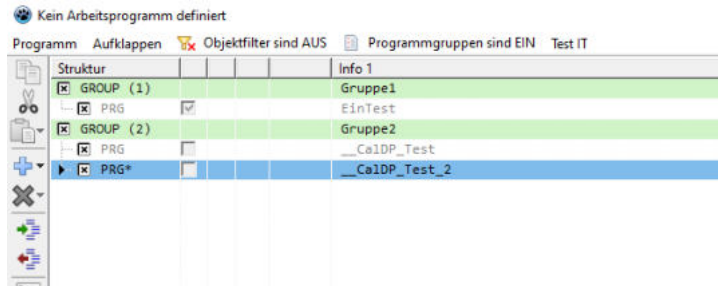 Kein Arbeitsprogramm definiert
Programm Aufklappen Objektfilter sind AUS Programmgruppen sind EIN Test IT
Struktur Info 1
GROUP (1) Gruppe1
PRG EinTest
GROUP (2) Gruppe2
PRG __CalDP_Test
PRG* __CalDP_Test_2